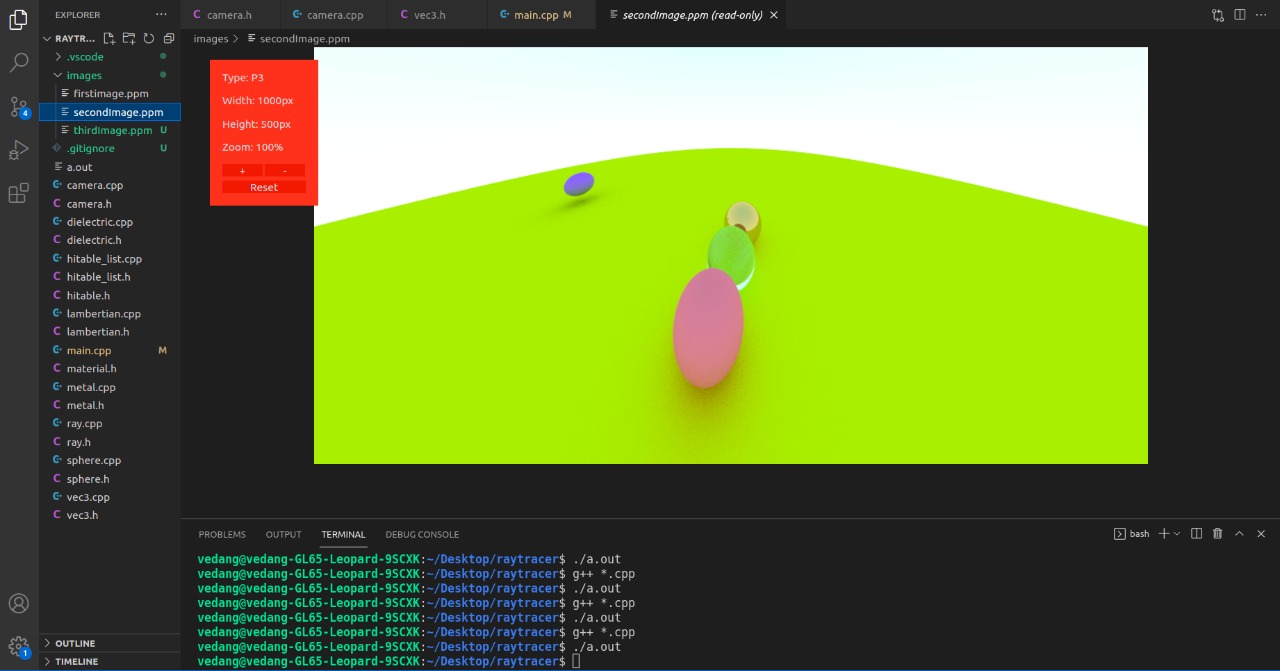 EXPLORER
camera.h
camera.cpp
vec3.h
main.cpp M
secondImage.ppm (read-only)
RAYTR...
images > secondImage.ppm
.vscode
images
firstimage.ppm
secondImage.ppm
thirdImage.ppm U
.gitignore U
a.out
camera.cpp
camera.h
dielectric.cpp
dielectric.h
hitable_list.cpp
hitable_list.h
hitable.h
lambertian.cpp
lambertian.h
main.cpp M
material.h
metal.cpp
metal.h
ray.cpp
ray.h
sphere.cpp
sphere.h
vec3.cpp
vec3.h
OUTLINE
TIMELINE
4
1
Type: P3
Width: 1000px
Height: 500px
Zoom: 100%
+ -
Reset
PROBLEMS OUTPUT TERMINAL DEBUG CONSOLE
bash
vedang@vedang-GL65-Leopard-9SCXK:~/Desktop/raytracer$ ./a.out
vedang@vedang-GL65-Leopard-9SCXK:~/Desktop/raytracer$ g++ *.cpp
vedang@vedang-GL65-Leopard-9SCXK:~/Desktop/raytracer$ ./a.out
vedang@vedang-GL65-Leopard-9SCXK:~/Desktop/raytracer$ g++ *.cpp
vedang@vedang-GL65-Leopard-9SCXK:~/Desktop/raytracer$ ./a.out
vedang@vedang-GL65-Leopard-9SCXK:~/Desktop/raytracer$ g++ *.cpp
vedang@vedang-GL65-Leopard-9SCXK:~/Desktop/raytracer$ ./a.out
vedang@vedang-GL65-Leopard-9SCXK:~/Desktop/raytracer$